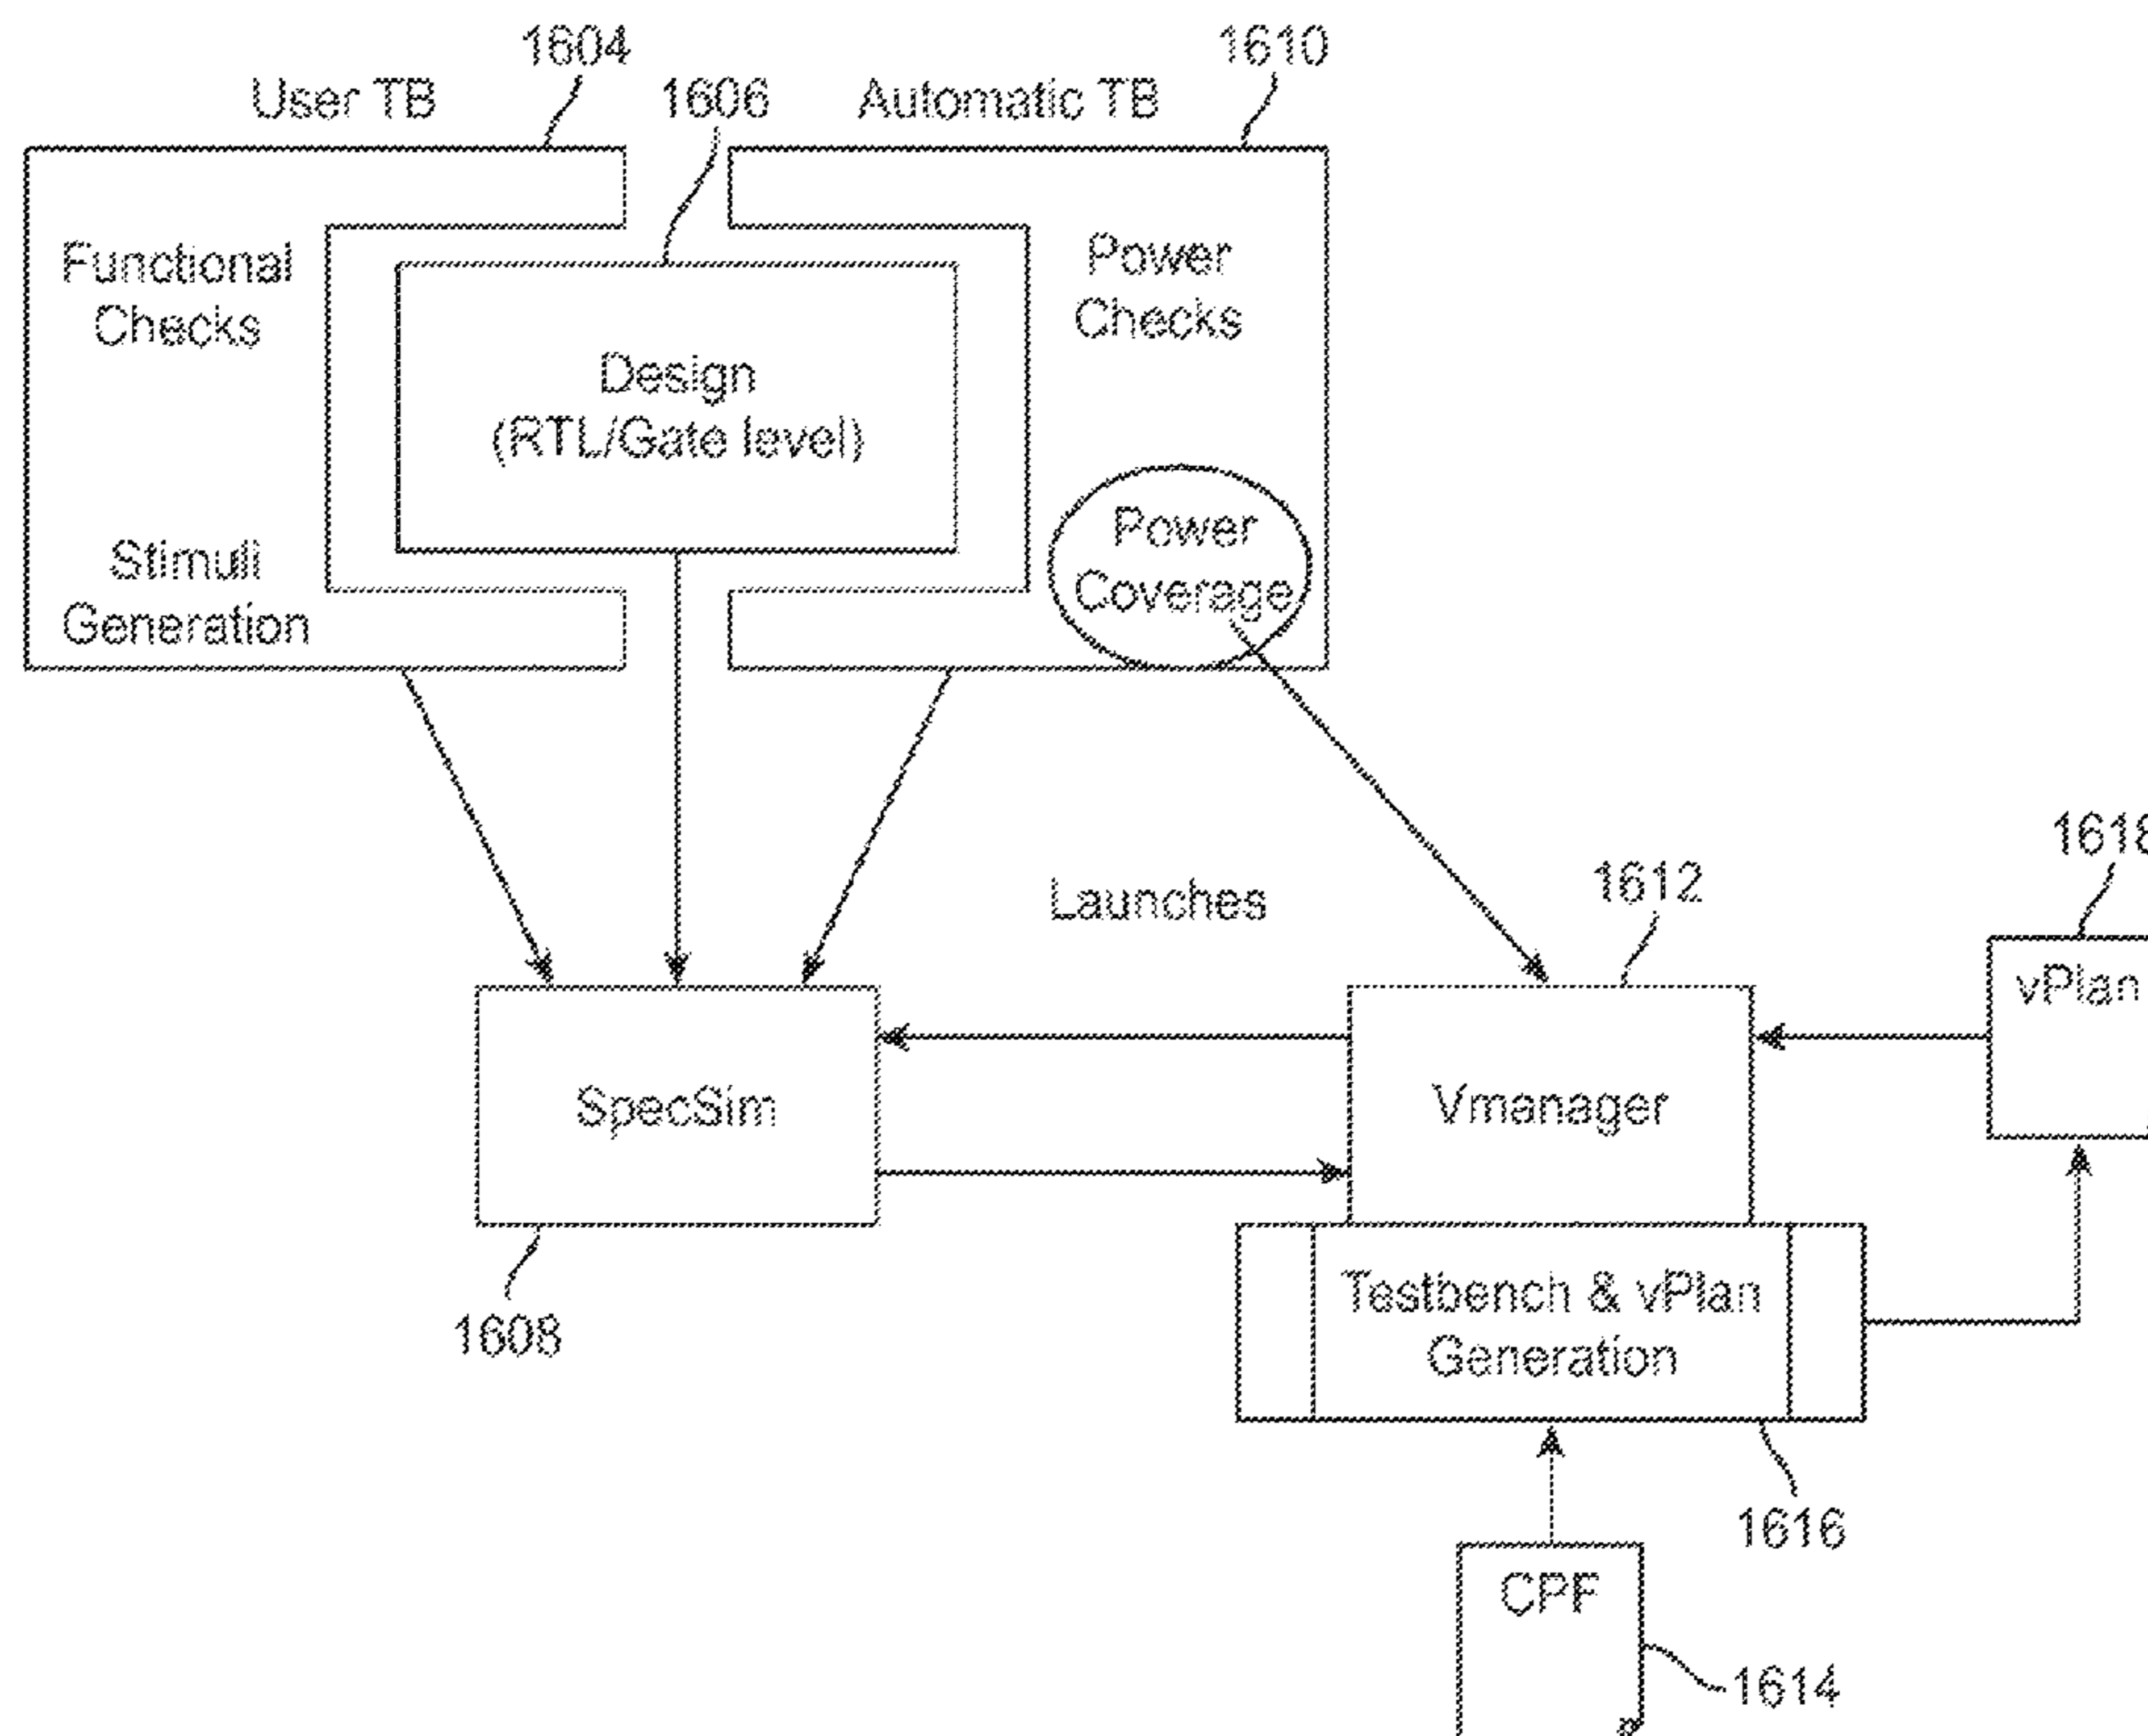 1604
1610
User TB
1606
Automatic TB
Functional
Checks
Power
Checks
Design
(RTL/Gate level)
Power
Coverage
Stimuli
Generation
Launches
1612
1618
vPlan
SpecSim
Vmanager
Testbench & vPlan
Generation
1608
1616
CPF
1614